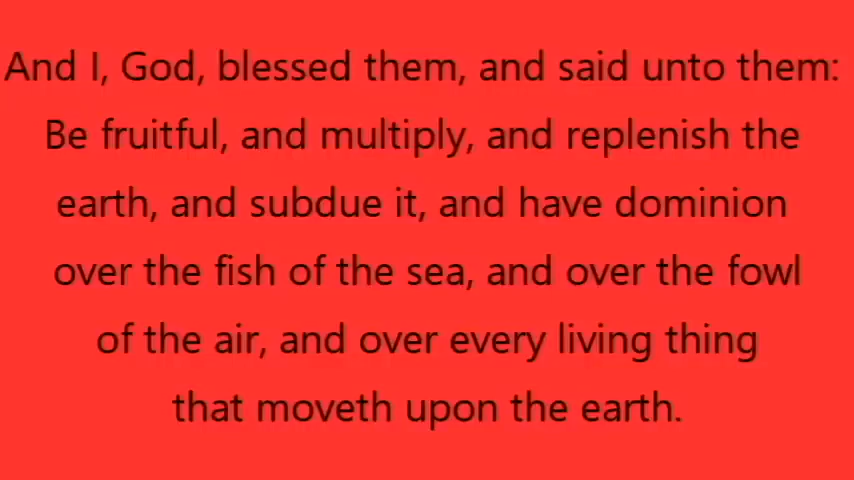 And I, God, blessed them, and said unto them:
Be fruitful, and multiply, and replenish the
earth, and subdue it, and have dominion
over the fish of the sea, and over the fowl
of the air, and over every living thing
that moveth upon the earth.